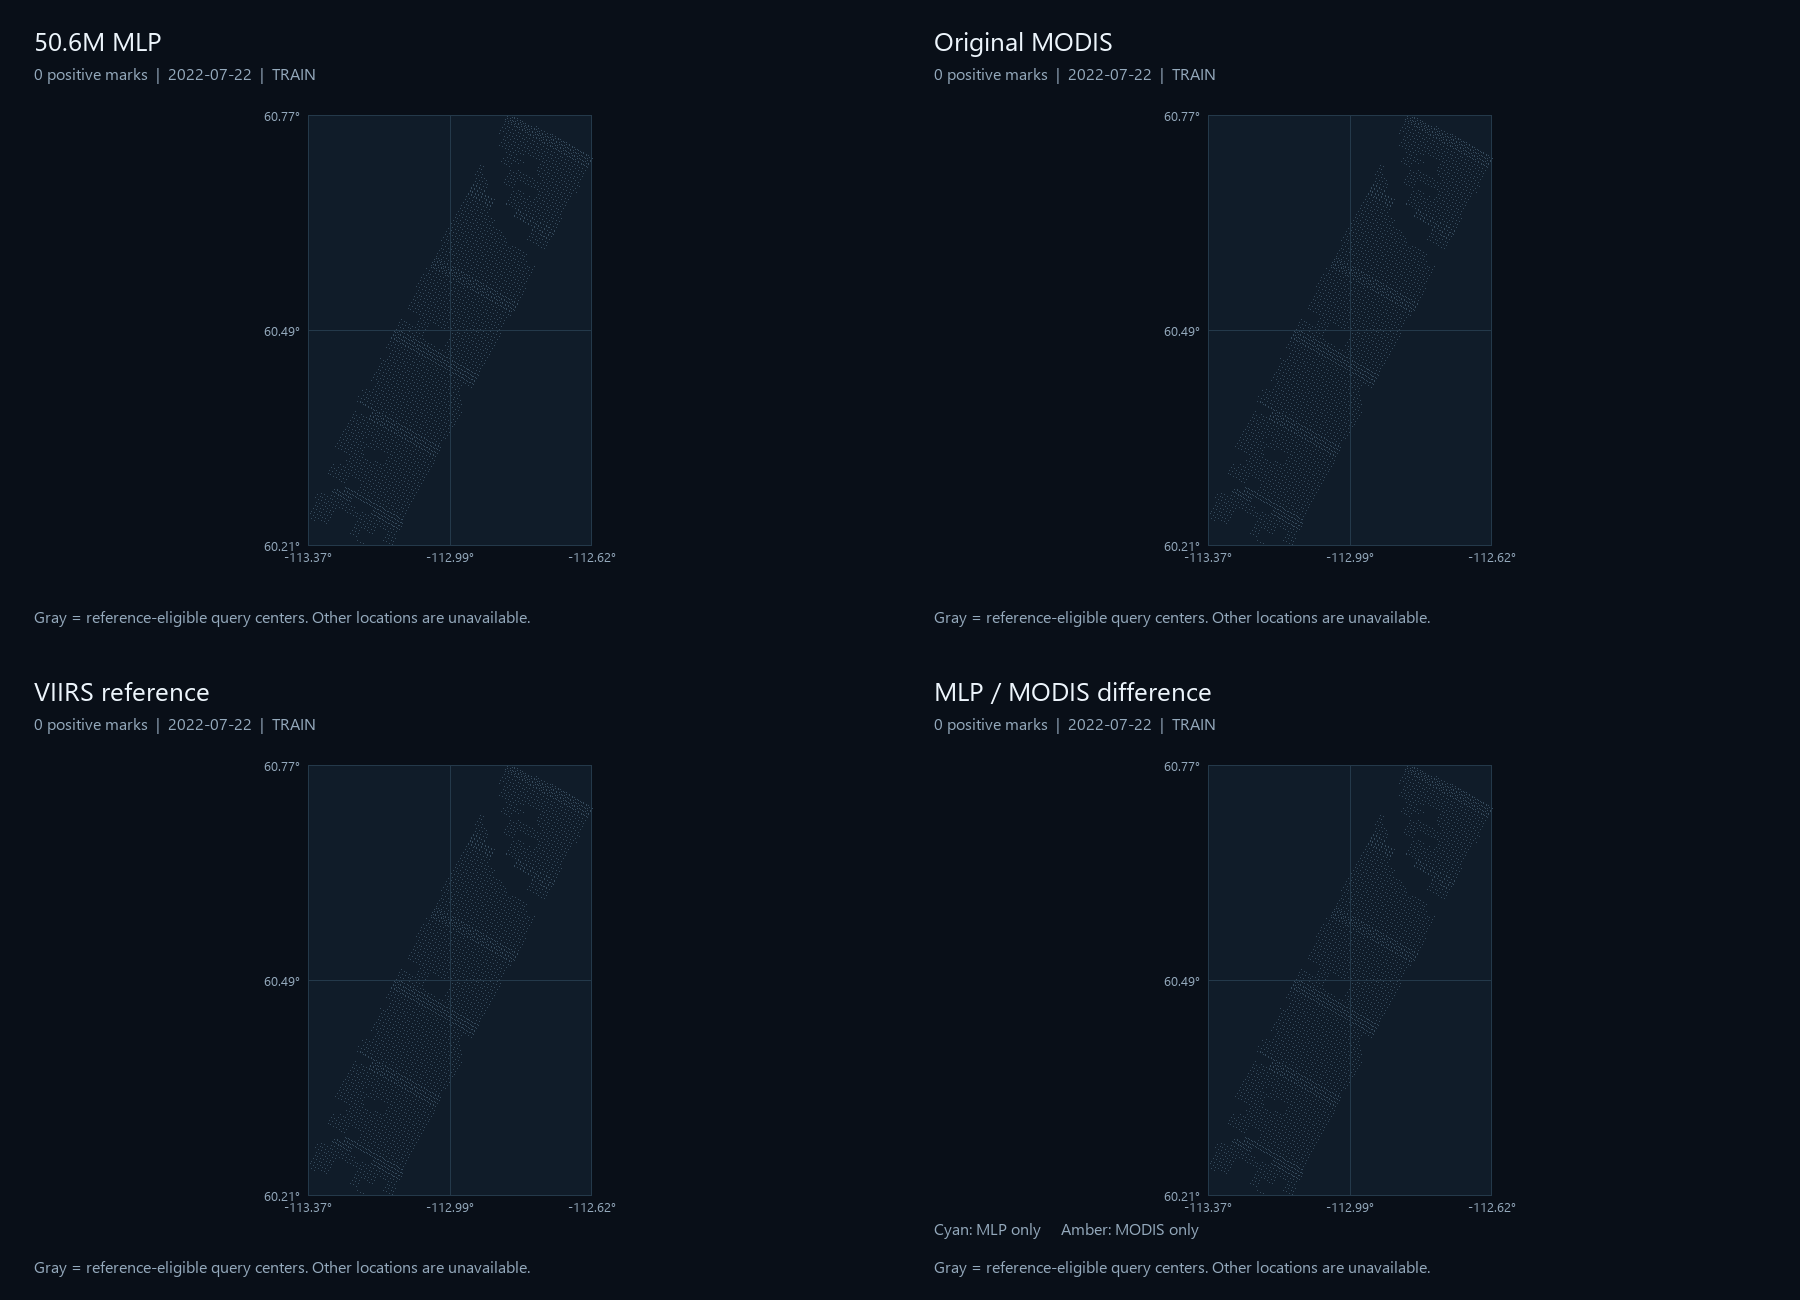 50.6M MLP
0 positive marks | 2022-07-22 | TRAIN
60.77°
60.49°
60.21°
-113.37° -112.99° -112.62°
Gray = reference-eligible query centers. Other locations are unavailable.
Original MODIS
0 positive marks | 2022-07-22 | TRAIN
60.77°
60.49°
60.21°
-113.37° -112.99° -112.62°
Gray = reference-eligible query centers. Other locations are unavailable.
VIIRS reference
0 positive marks | 2022-07-22 | TRAIN
60.77°
60.49°
60.21°
-113.37° -112.99° -112.62°
Gray = reference-eligible query centers. Other locations are unavailable.
MLP / MODIS difference
0 positive marks | 2022-07-22 | TRAIN
60.77°
60.49°
60.21°
-113.37° -112.99° -112.62°
Cyan: MLP only Amber: MODIS only
Gray = reference-eligible query centers. Other locations are unavailable.